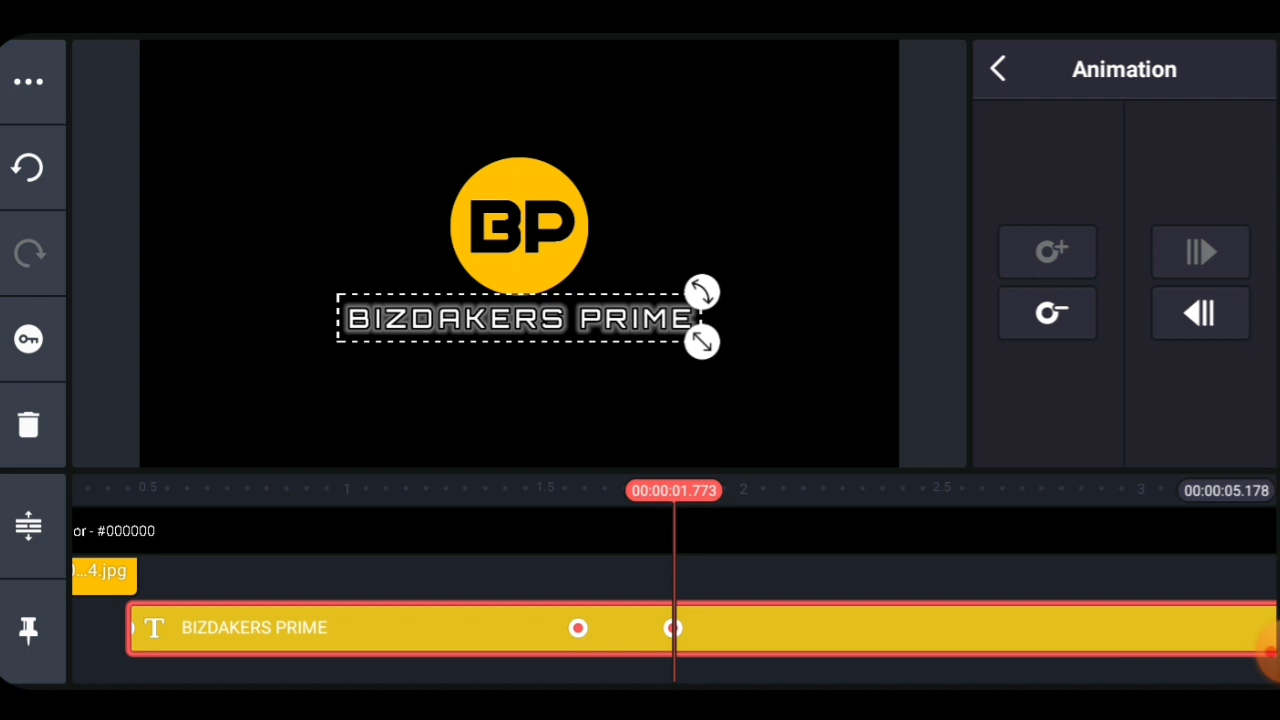 Animation
BP
BIZDAKERS PRIME
0.5
1
1.5
00:00:01.773
2
2.5
3
00:00:05.178
or - #000000
)...4.jpg
T BIZDAKERS PRIME